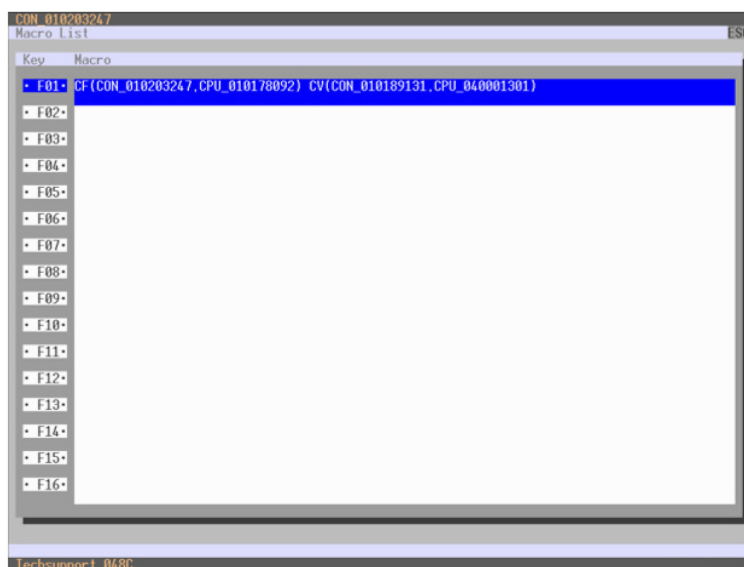 CON_010203247
Macro List ES
Key Macro
· F01· CF(CON_010203247,CPU_010178092) CV(CON_010189131,CPU_040001301)
· F02·
· F03·
· F04·
· F05·
· F06·
· F07·
· F08·
· F09·
· F10·
· F11·
· F12·
· F13·
· F14·
· F15·
· F16·
Techsupport 048C